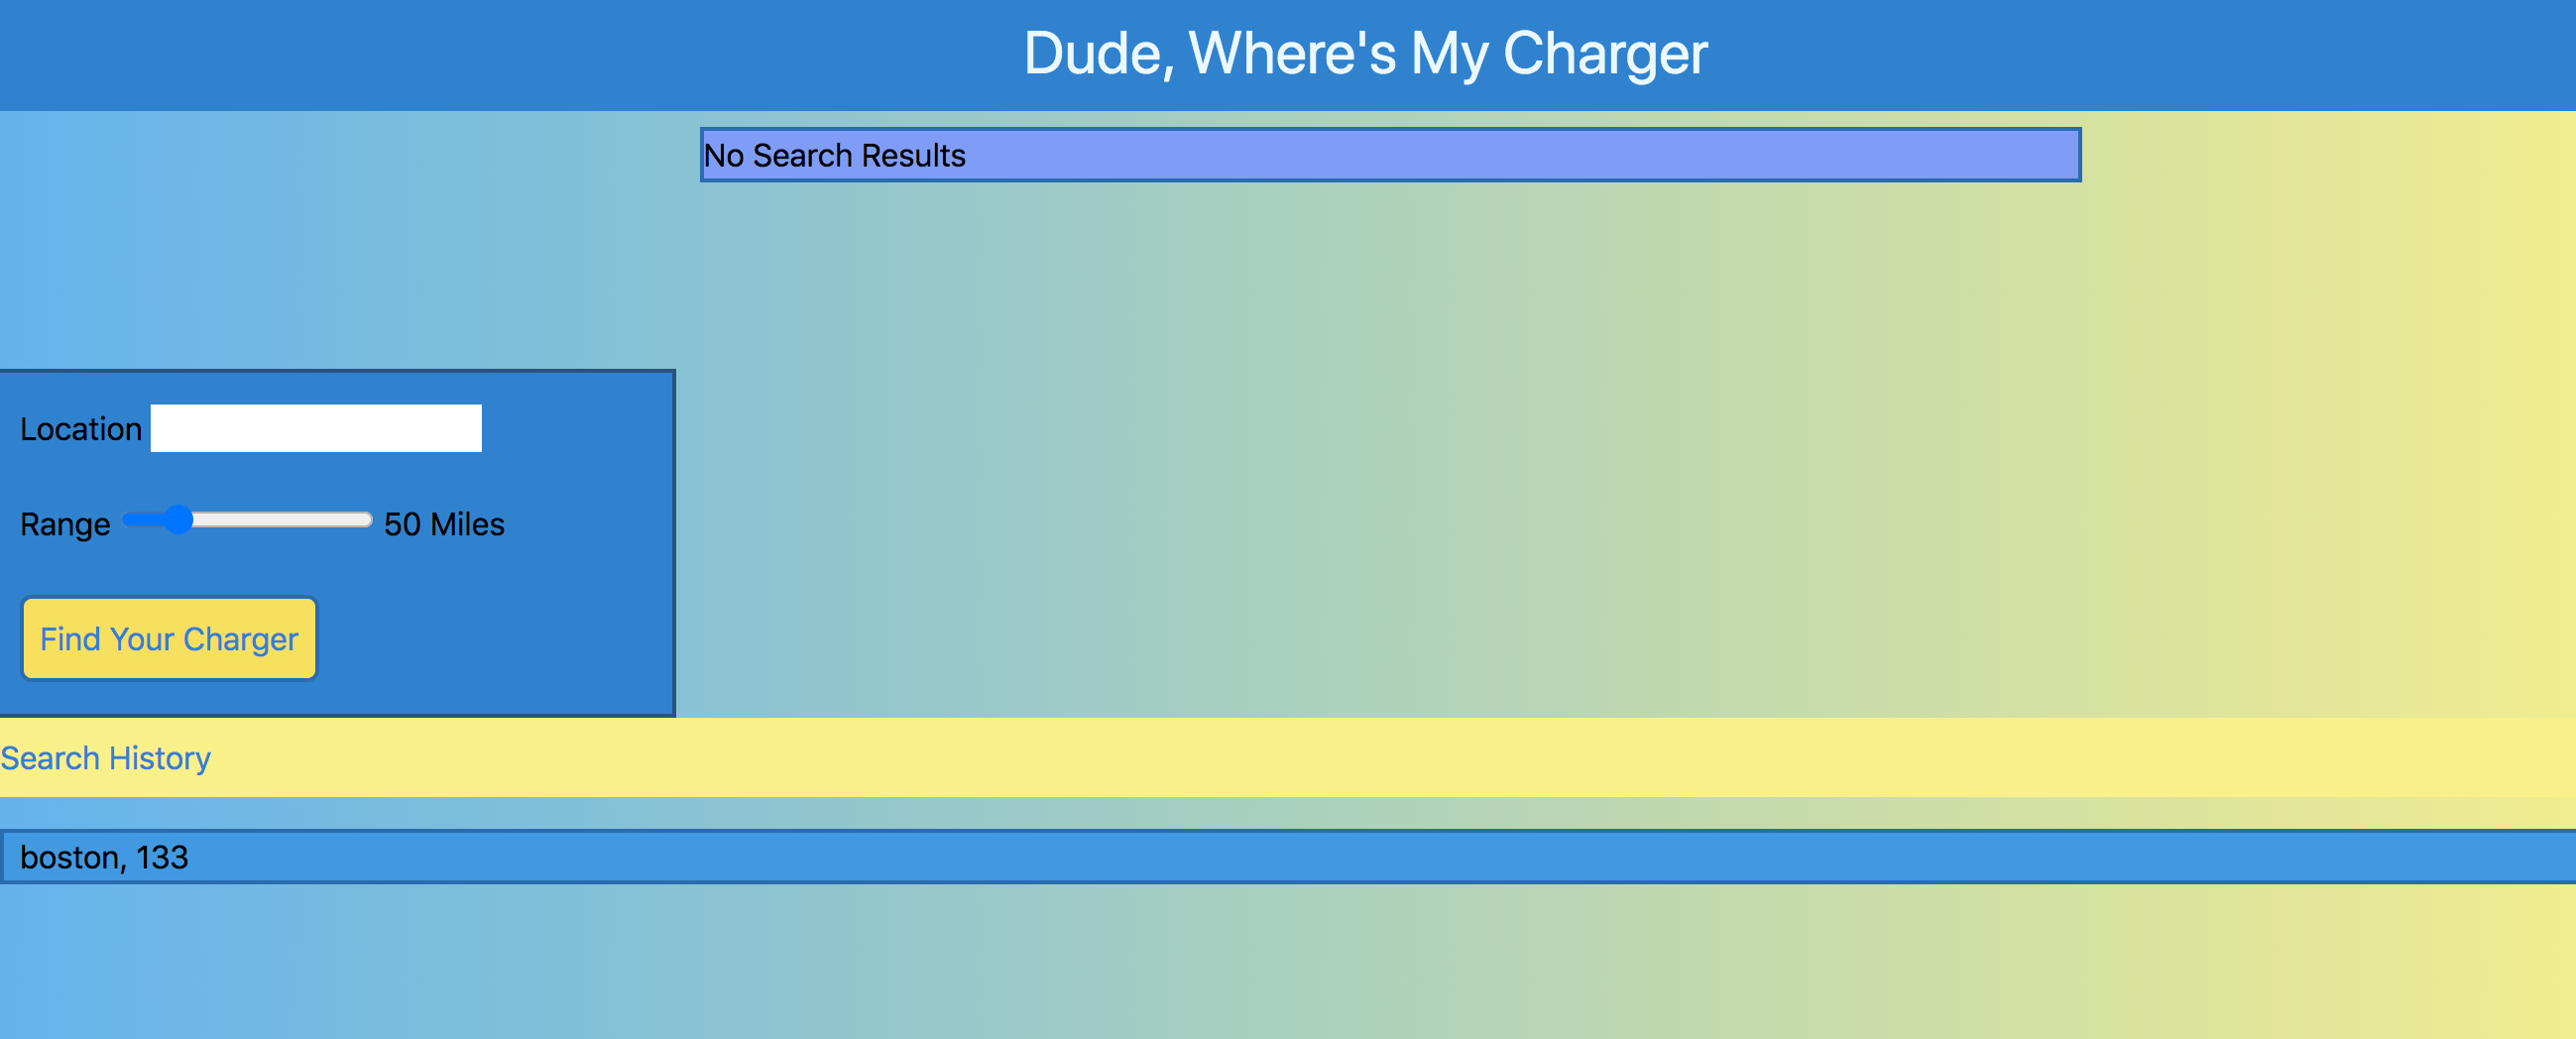 Dude, Where's My Charger
No Search Results
Location
Range 50 Miles
Find Your Charger
Search History
boston, 133